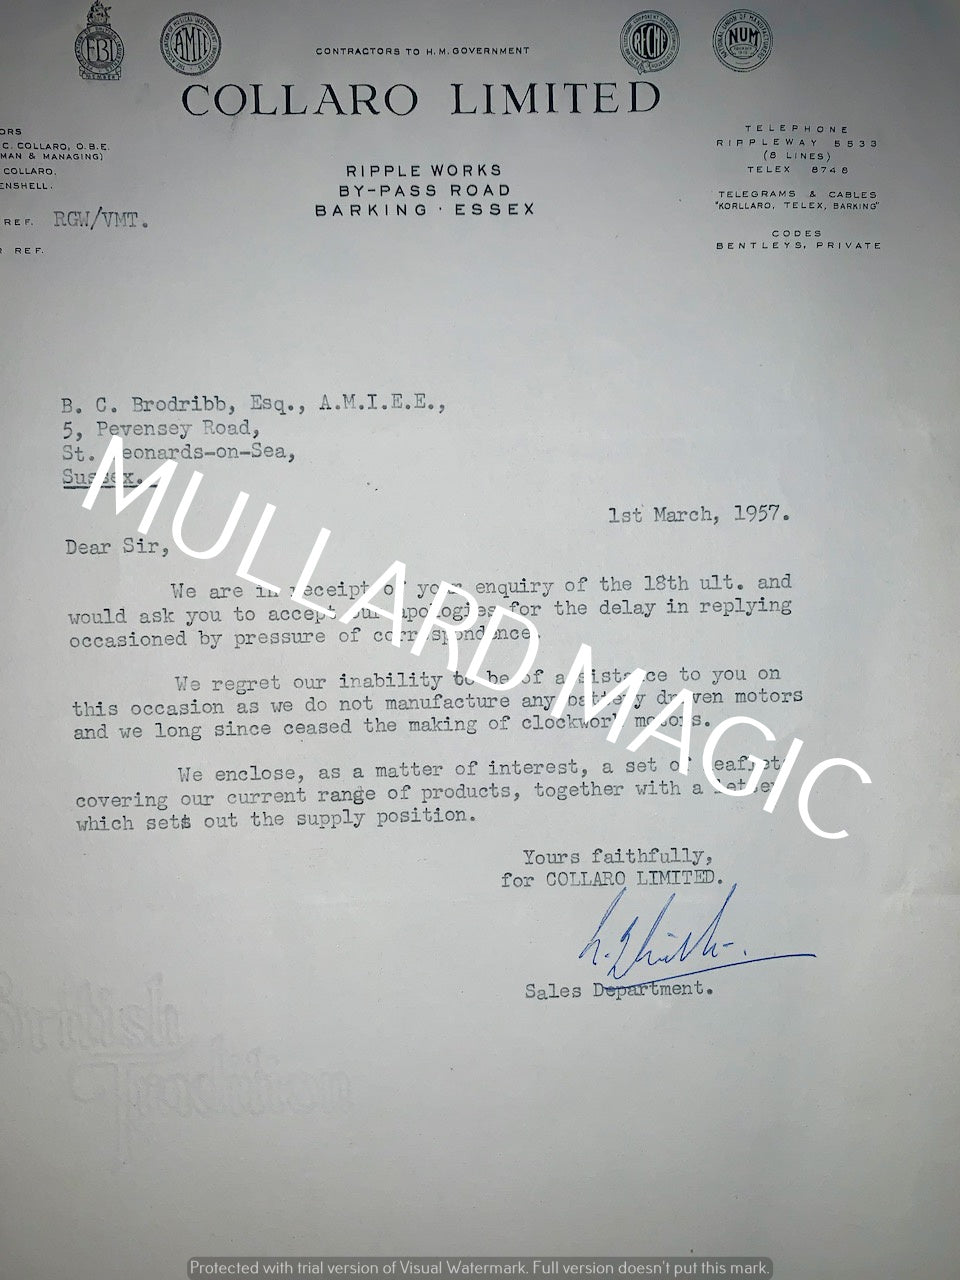 FBI
MEMBER
AMII
CONTRACTORS TO H.M.GOVERNMENT
NUM
COLLARO LIMITED
ORS
C. COLLARO, O.B.E.
MAN & MANAGING)
COLLARO.
ENSHELL.
REF. RGW/VMT.
REF.
RIPPLE WORKS
BY-PASS ROAD
BARKING · ESSEX
TELEPHONE
RIPPLEWAY 5533
(8 LINES)
TELEX 8748
TELEGRAMS & CABLES
"KORLLARO, TELEX, BARKING"
CODES
BENTLEYS, PRIVATE
B. C. Brodribb, Esq., A.M.I.E.E.,
5, Pevensey Road,
St. Leonards-on-Sea,
Sussex.
1st March, 1957.
Dear Sir,
We are in receipt of your enquiry of the 18th ult. and
would ask you to accept our apologies for the delay in replying
occasioned by pressure of correspondence.
We regret our inability to be of assistance to you on
this occasion as we do not manufacture any battery driven motors
and we long since ceased the making of clockwork motors.
We enclose, as a matter of interest, a set of leaflets
covering our current range of products, together with a letter
which sets out the supply position.
Yours faithfully,
for COLLARO LIMITED.
Sales Department.
British
Tradition
MULLARD MAGIC
Protected with trial version of Visual Watermark. Full version doesn't put this mark.